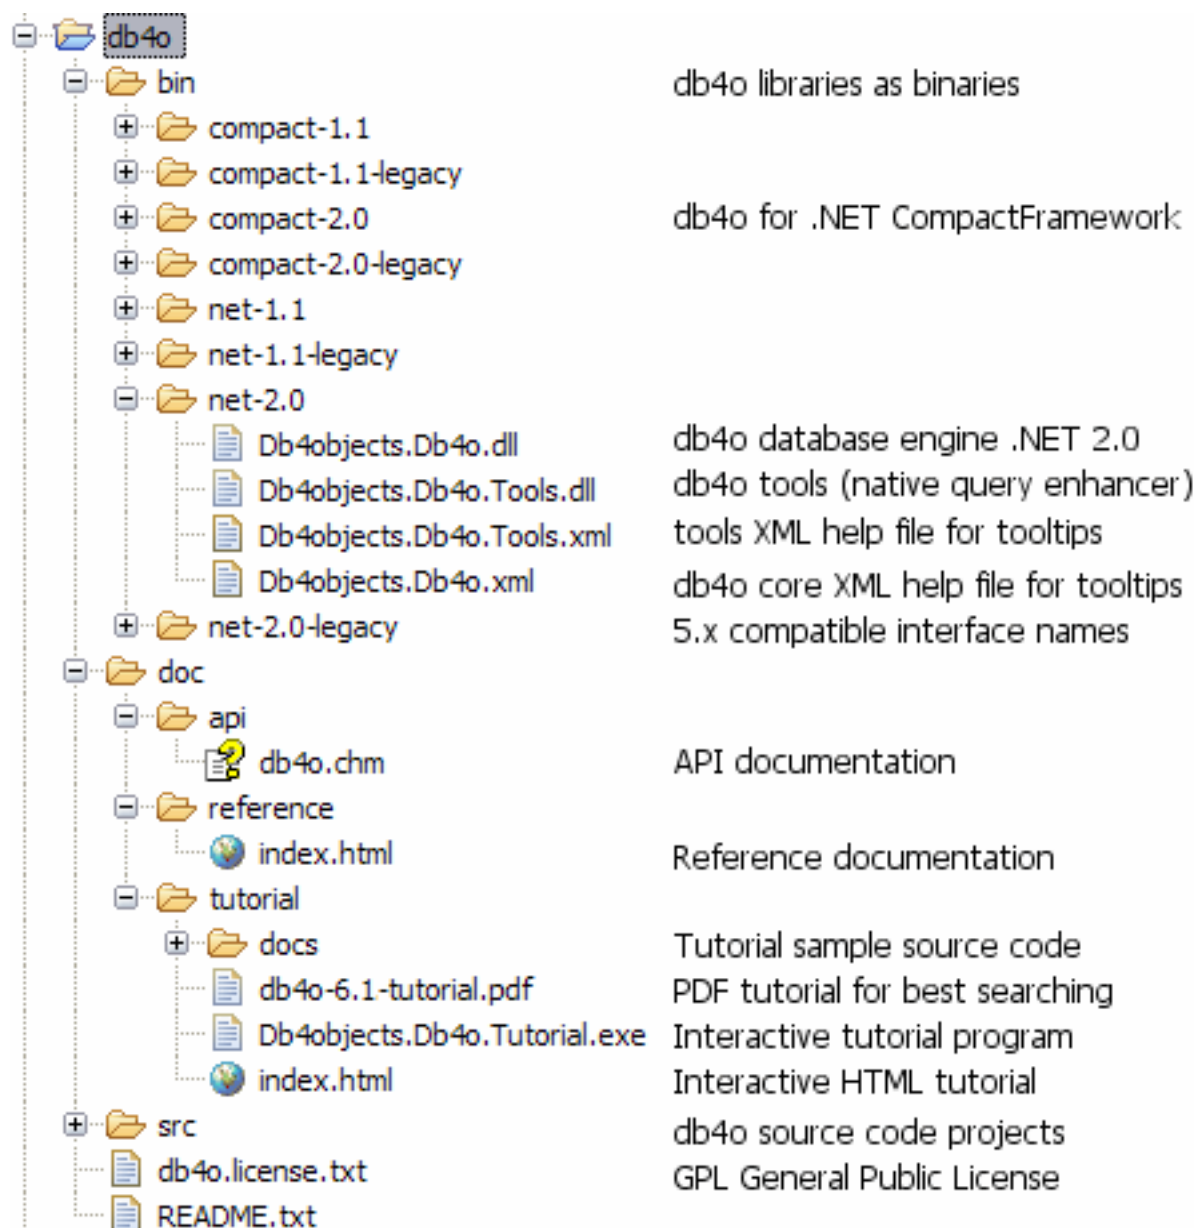 db4o
bin db4o libraries as binaries
compact-1.1
compact-1.1-legacy
compact-2.0 db4o for .NET CompactFramework
compact-2.0-legacy
net-1.1
net-1.1-legacy
net-2.0
Db4objects.Db4o.dll db4o database engine .NET 2.0
Db4objects.Db4o.Tools.dll db4o tools (native query enhancer)
Db4objects.Db4o.Tools.xml tools XML help file for tooltips
Db4objects.Db4o.xml db4o core XML help file for tooltips
net-2.0-legacy 5.x compatible interface names
doc
api
db4o.chm API documentation
reference
index.html Reference documentation
tutorial
docs Tutorial sample source code
db4o-6.1-tutorial.pdf PDF tutorial for best searching
Db4objects.Db4o.Tutorial.exe Interactive tutorial program
index.html Interactive HTML tutorial
src db4o source code projects
db4o.license.txt GPL General Public License
README.txt